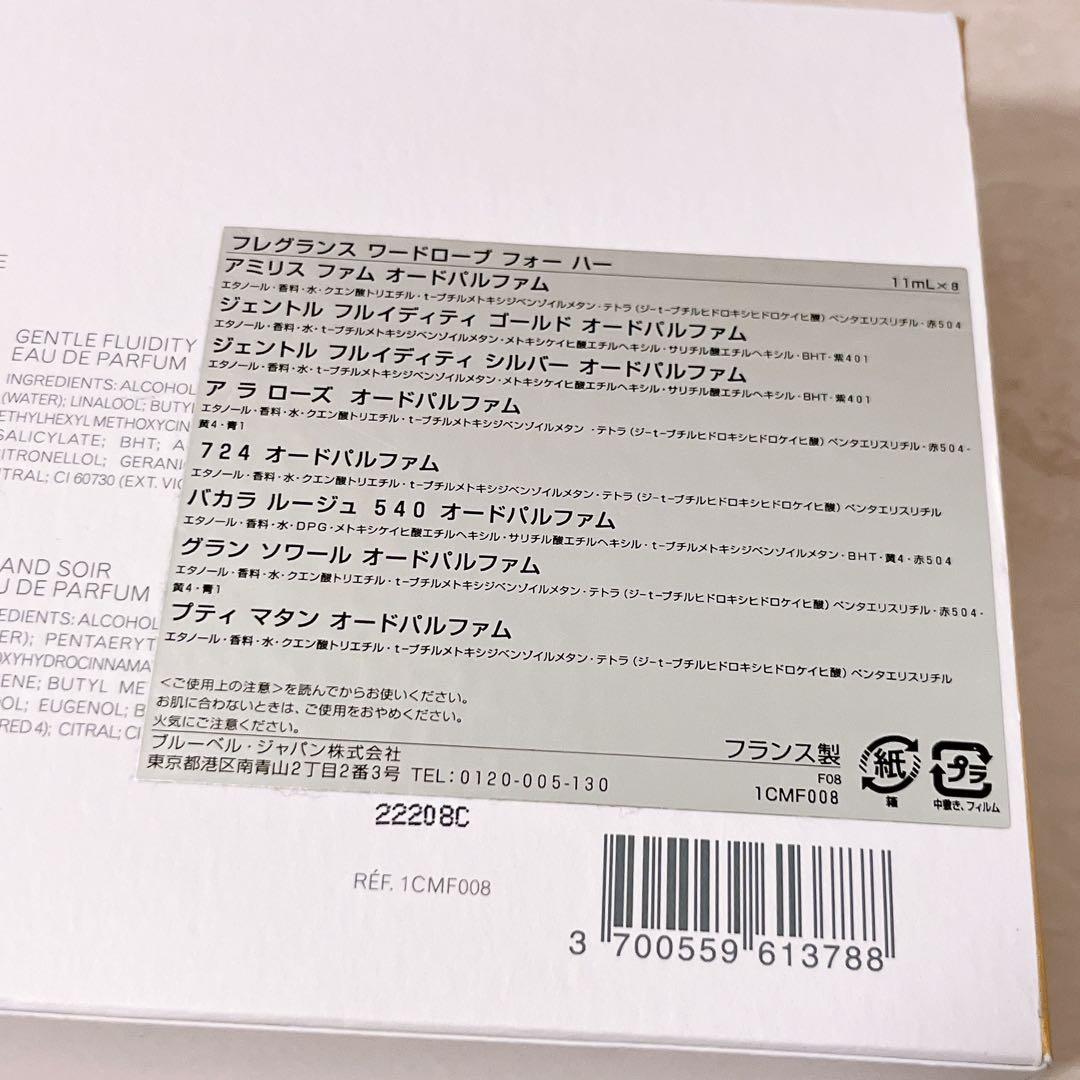 E
GENTLE FLUIDITY
EAU DE PARFUM
INGREDIENTS: ALCOHOL
(WATER); LINALOOL; BUTYL
METHYLHEXYL METHOXYCIN
SALICYLATE; BHT; A
CITRONELLOL; GERANIO
CITRAL; CI 60730 (EXT. VIO
AND SOIR
U DE PARFUM
EDIENTS: ALCOHOL
ER); PENTAERYT
OXYHYDROCINNAMA
ENE; BUTYL ME
OOL; EUGENOL; B
RED 4); CITRAL; CI
フレグランス ワードローブ フォー ハー 11mL×8
アミリス ファム オードパルファム
エタノール・香料・水・クエン酸トリエチル・t-ブチルメトキシジベンゾイルメタン・テトラ(ジ-t-ブチルヒドロキシヒドロケイヒ酸)ペンタエリスリチル・赤504
ジェントル フルイディティ ゴールド オードパルファム
エタノール・香料・水・t-ブチルメトキシジベンゾイルメタン・メトキシケイヒ酸エチルヘキシル・サリチル酸エチルヘキシル・BHT・紫401
ジェントル フルイディティ シルバー オードパルファム
エタノール・香料・水・t-ブチルメトキシジベンゾイルメタン・メトキシケイヒ酸エチルヘキシル・サリチル酸エチルヘキシル・BHT・紫401
ア ラ ローズ オードパルファム
エタノール・香料・水・クエン酸トリエチル・t-ブチルメトキシジベンゾイルメタン・テトラ(ジ-t-ブチルヒドロキシヒドロケイヒ酸)ペンタエリスリチル・赤504・
黄4・青1
724 オードパルファム
エタノール・香料・水・クエン酸トリエチル・t-ブチルメトキシジベンゾイルメタン・テトラ(ジ-t-ブチルヒドロキシヒドロケイヒ酸)ペンタエリスリチル
バカラ ルージュ 540 オードパルファム
エタノール・香料・水・DPG・メトキシケイヒ酸エチルヘキシル・サリチル酸エチルヘキシル・t-ブチルメトキシジベンゾイルメタン・BHT・黄4・赤504
グラン ソワール オードパルファム
エタノール・香料・水・クエン酸トリエチル・t-ブチルメトキシジベンゾイルメタン・テトラ(ジ-t-ブチルヒドロキシヒドロケイヒ酸)ペンタエリスリチル・赤504・
黄4・青1
プティ マタン オードパルファム
エタノール・香料・水・クエン酸トリエチル・t-ブチルメトキシジベンゾイルメタン・テトラ(ジ-t-ブチルヒドロキシヒドロケイヒ酸)ペンタエリスリチル
<ご使用上の注意>を読んでからお使いください。
お肌に合わないときは、ご使用をおやめください。
火気にご注意ください。
ブルーベル・ジャパン株式会社
東京都港区南青山2丁目2番3号 TEL:0120-005-130
フランス製
F08
1CMF008
紙
箱
プラ
中敷き、フィルム
22208C
RÉF. 1CMF008
3 700559 613788